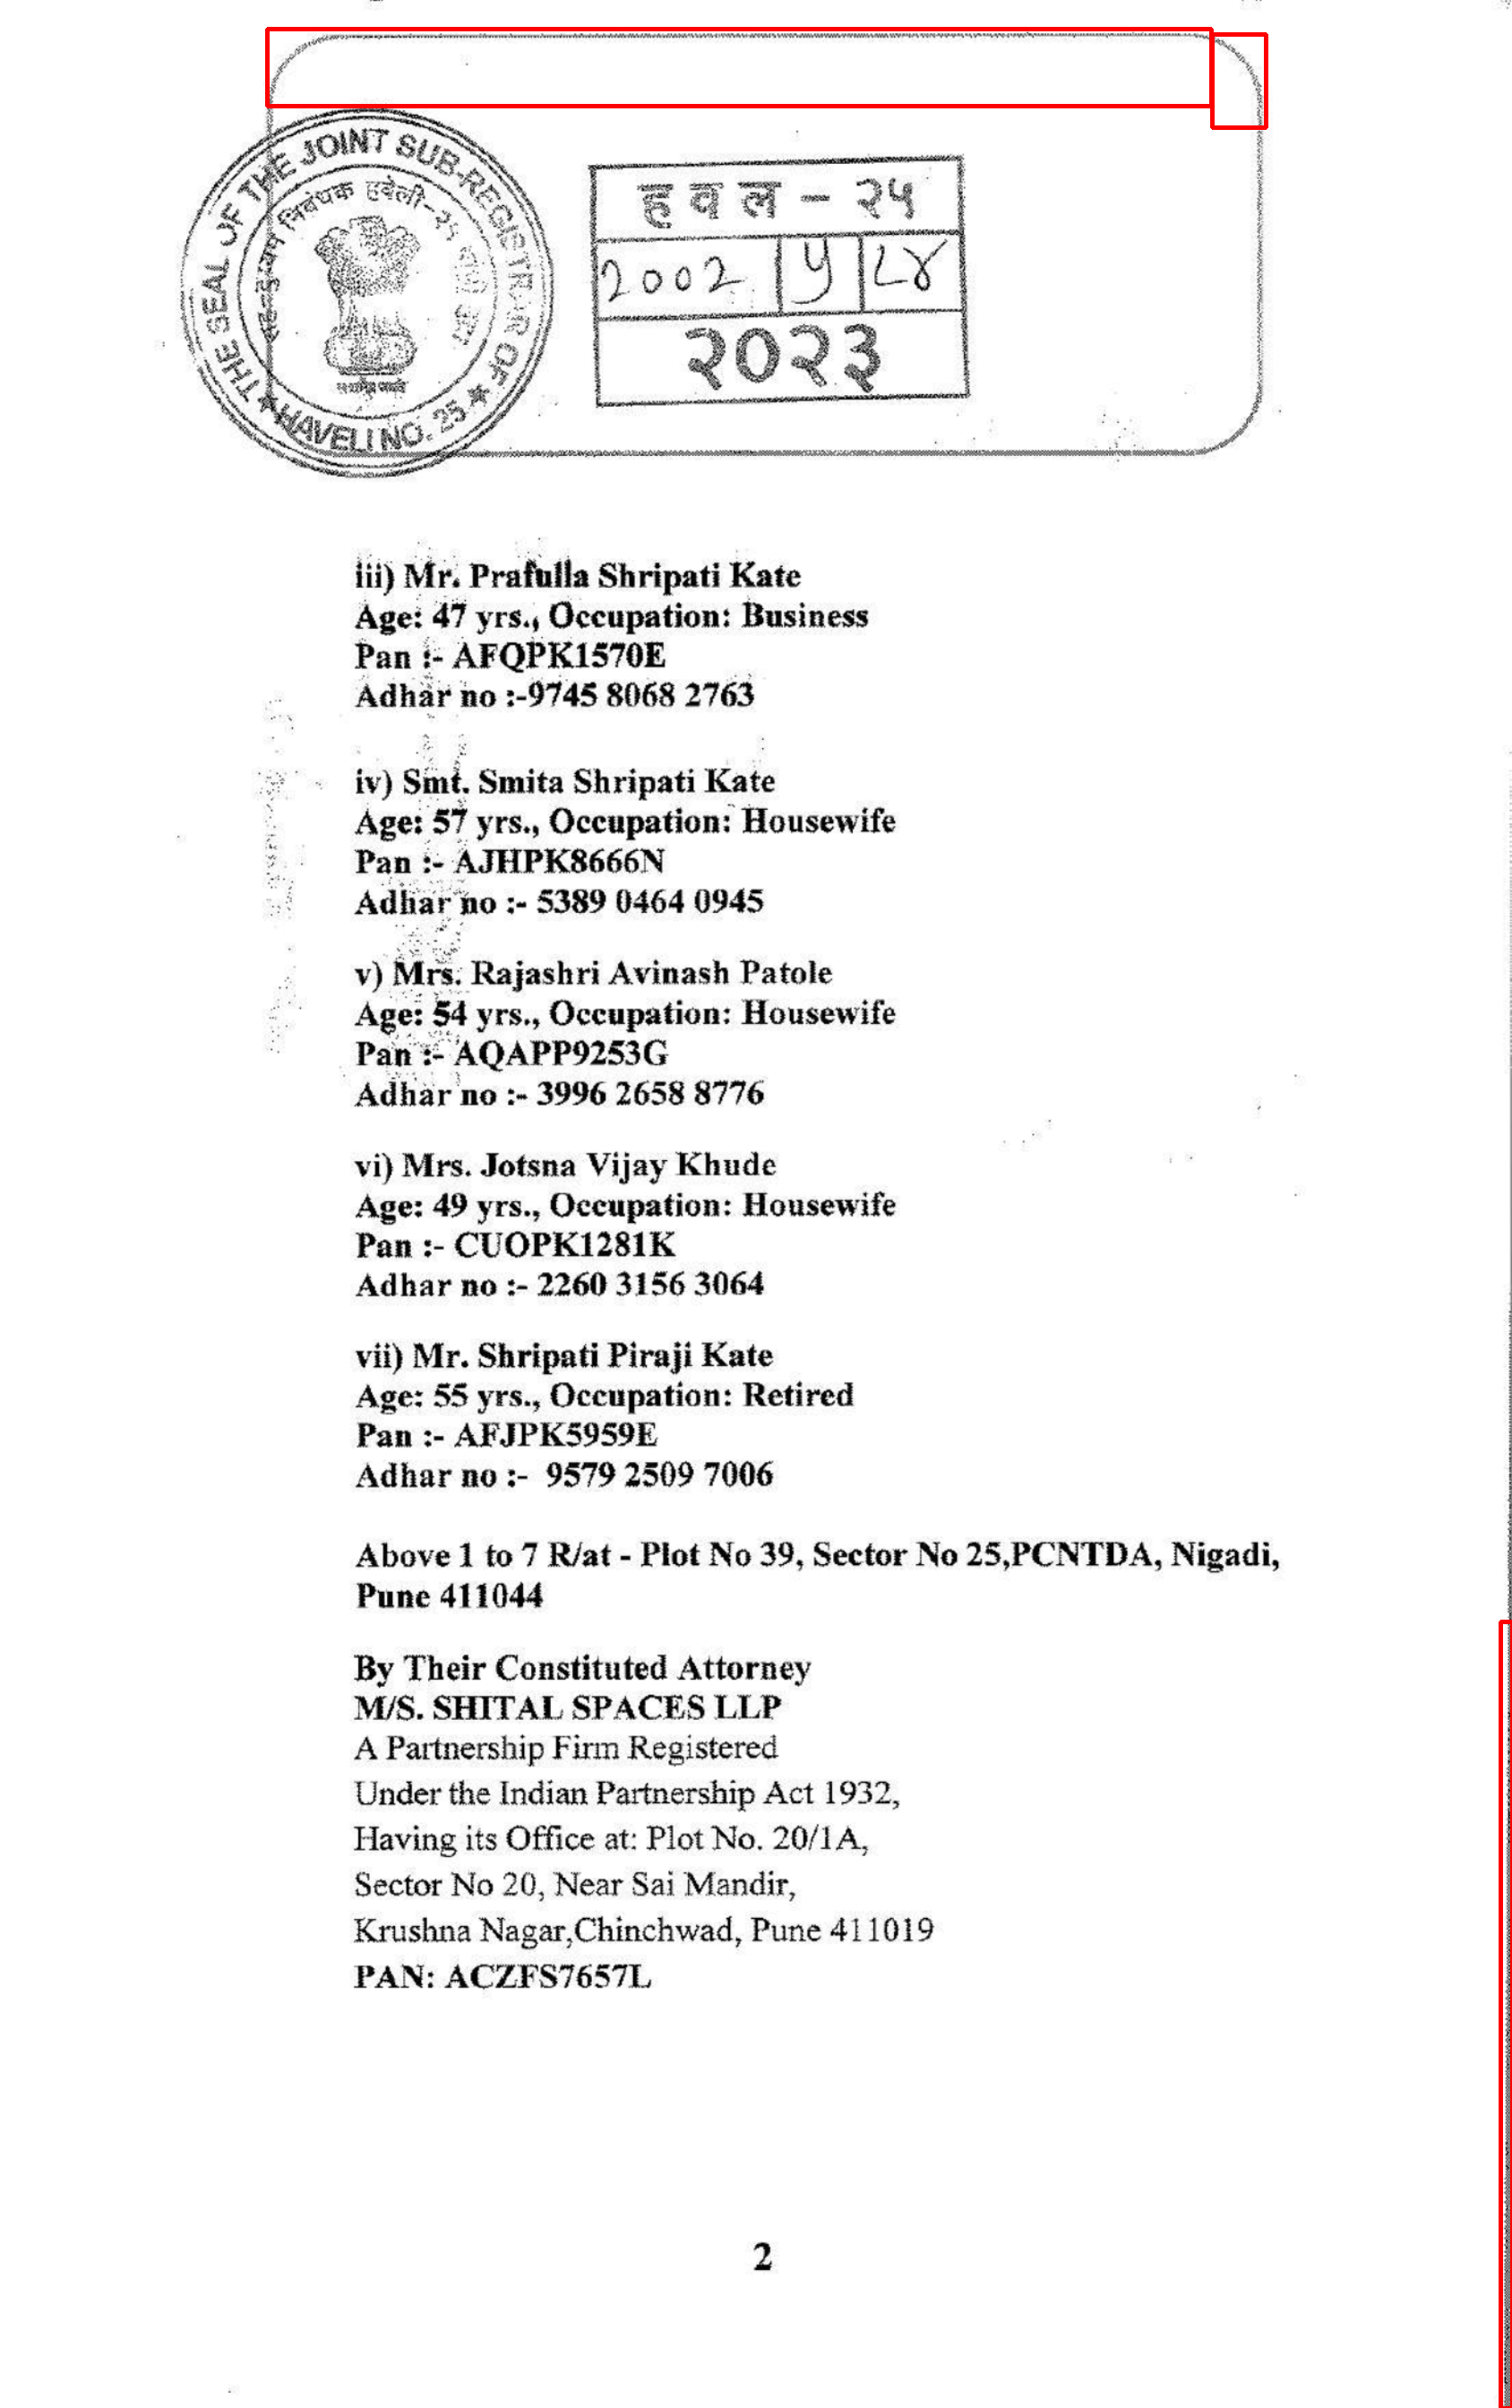 THE SEAL OF THE JOINT SUB-REGISTRAR OF
HAVELI NO. 25
निबंधक हवेली-२५
हवल - २५
2002 | ५ | ८४
२०२३
iii) Mr. Prafulla Shripati Kate
Age: 47 yrs., Occupation: Business
Pan :- AFQPK1570E
Adhar no :-9745 8068 2763
iv) Smt. Smita Shripati Kate
Age: 57 yrs., Occupation: Housewife
Pan :- AJHPK8666N
Adhar no :- 5389 0464 0945
v) Mrs. Rajashri Avinash Patole
Age: 54 yrs., Occupation: Housewife
Pan :- AQAPP9253G
Adhar no :- 3996 2658 8776
vi) Mrs. Jotsna Vijay Khude
Age: 49 yrs., Occupation: Housewife
Pan :- CUOPK1281K
Adhar no :- 2260 3156 3064
vii) Mr. Shripati Piraji Kate
Age: 55 yrs., Occupation: Retired
Pan :- AFJPK5959E
Adhar no :- 9579 2509 7006
Above 1 to 7 R/at - Plot No 39, Sector No 25,PCNTDA, Nigadi,
Pune 411044
By Their Constituted Attorney
M/S. SHITAL SPACES LLP
A Partnership Firm Registered
Under the Indian Partnership Act 1932,
Having its Office at: Plot No. 20/1A,
Sector No 20, Near Sai Mandir,
Krushna Nagar,Chinchwad, Pune 411019
PAN: ACZFS7657L
2